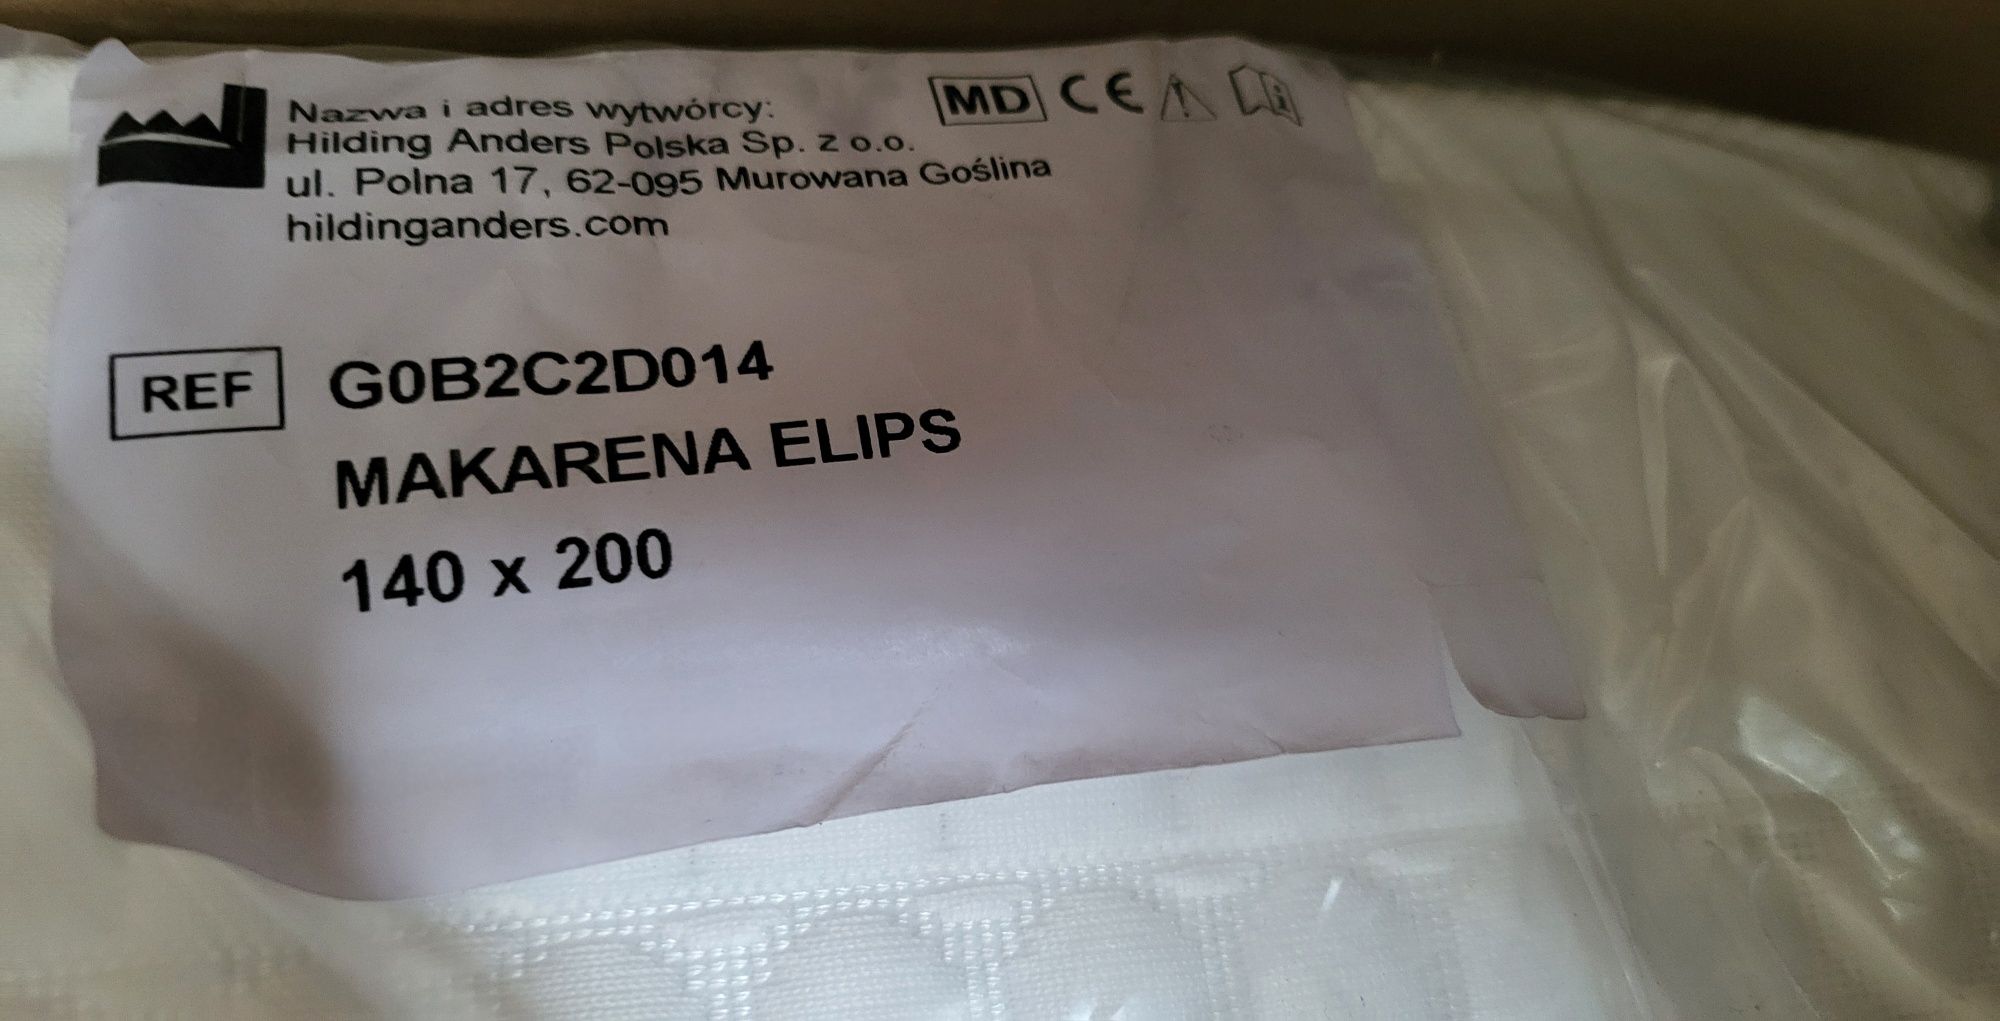 Nazwa i adres wytwórcy:
MD CE
Hilding Anders Polska Sp. z o.o.
ul. Polna 17, 62-095 Murowana Goślina
hildinganders.com
REF G0B2C2D014
MAKARENA ELIPS
140 x 200